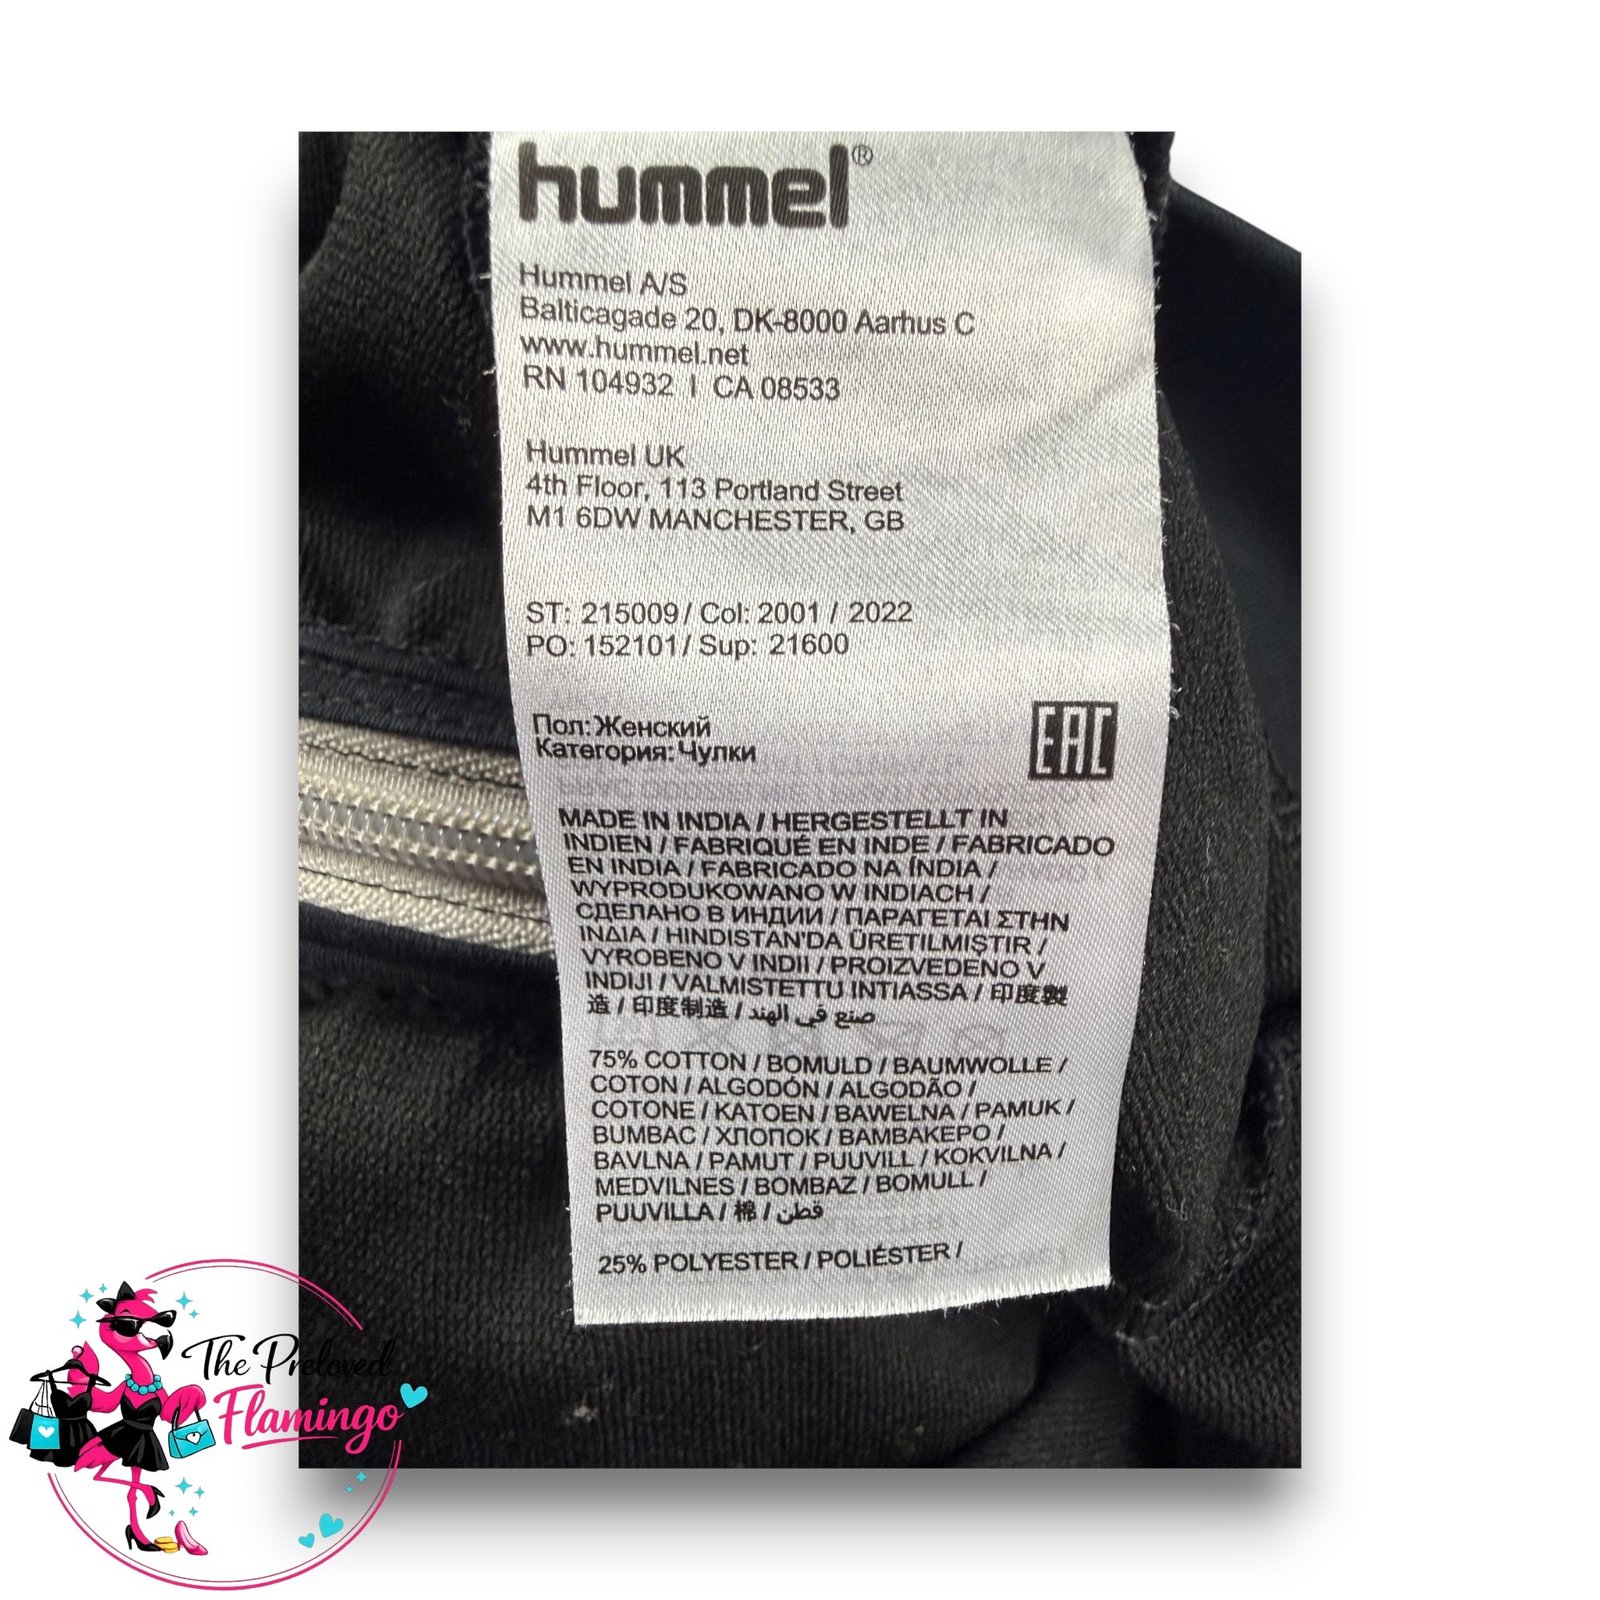 hummel®
Hummel A/S
Balticagade 20, DK-8000 Aarhus C
www.hummel.net
RN 104932 | CA 08533
Hummel UK
4th Floor, 113 Portland Street
M1 6DW MANCHESTER, GB
ST: 215009 / Col: 2001 / 2022
PO: 152101 / Sup: 21600
Пол: Женский
Категория: Чулки
EAC
MADE IN INDIA / HERGESTELLT IN
INDIEN / FABRIQUÉ EN INDE / FABRICADO
EN INDIA / FABRICADO NA ÍNDIA /
WYPRODUKOWANO W INDIACH /
СДЕЛАНО В ИНДИИ / ΠΑΡΑΓΕΤΑΙ ΣΤΗΝ
ΙΝΔΙΑ / HINDISTAN'DA ÜRETILMIŞTIR /
VYROBENO V INDII / PROIZVEDENO V
INDIJI / VALMISTETTU INTIASSA / 印度製
造 / 印度制造 / صنع في الهند
75% COTTON / BOMULD / BAUMWOLLE /
COTON / ALGODÓN / ALGODÃO /
COTONE / KATOEN / BAWELNA / PAMUK /
BUMBAC / ХЛОПОК / ΒΑΜΒΑΚΕΡΟ /
BAVLNA / PAMUT / PUUVILL / KOKVILNA /
MEDVILNES / BOMBAZ / BOMULL /
PUUVILLA / 棉 / قطن
25% POLYESTER / POLIÉSTER /
The Preloved
Flamingo